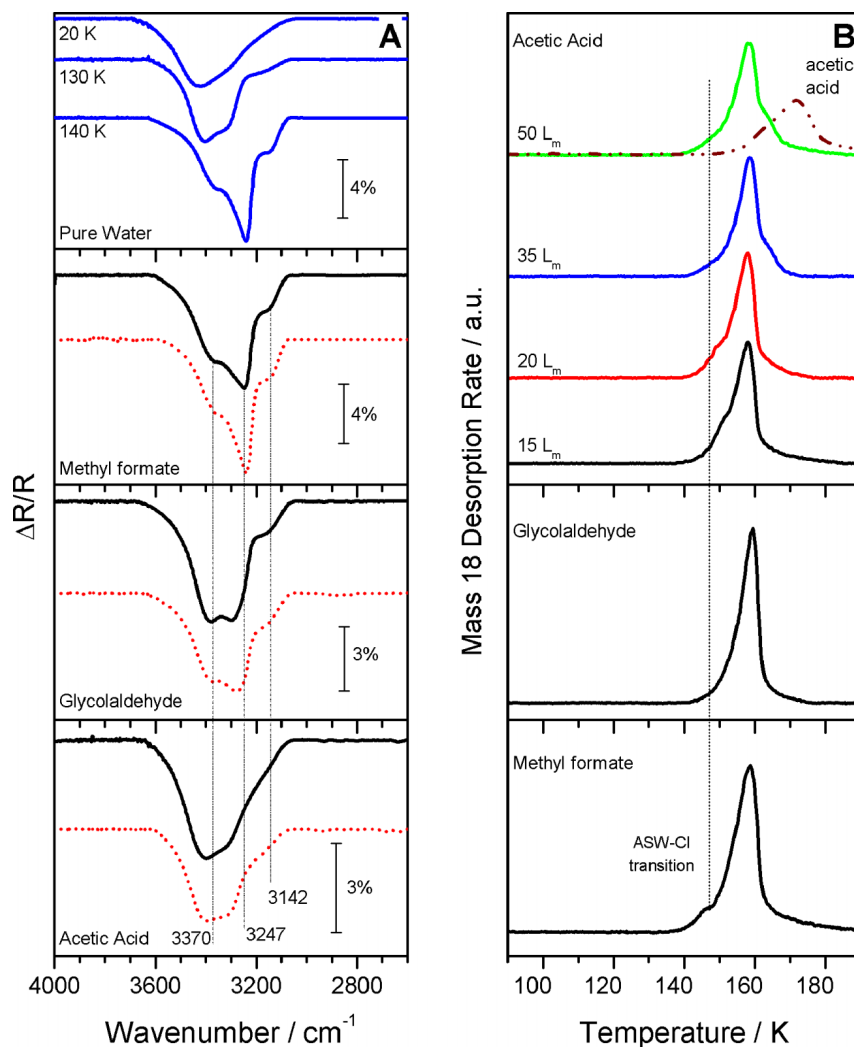 A
20 K
130 K
140 K
4%
Pure Water
4%
Methyl formate
3%
Glycolaldehyde
3%
3142
3247
3370
Acetic Acid
4000 3600 3200 2800
Wavenumber / cm⁻¹
ΔR/R
B
Acetic Acid
acetic
acid
50 Lₘ
35 Lₘ
20 Lₘ
15 Lₘ
Glycolaldehyde
Methyl formate
ASW-CI
transition
100 120 140 160 180
Temperature / K
Mass 18 Desorption Rate / a.u.